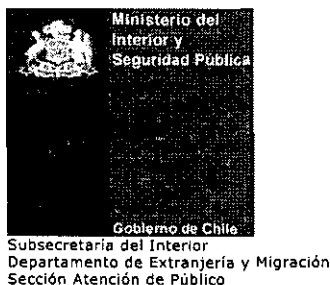 Ministerio del
Interior y
Seguridad Pública
Gobierno de Chile
Subsecretaría del Interior
Departamento de Extranjería y Migración
Sección Atención de Público